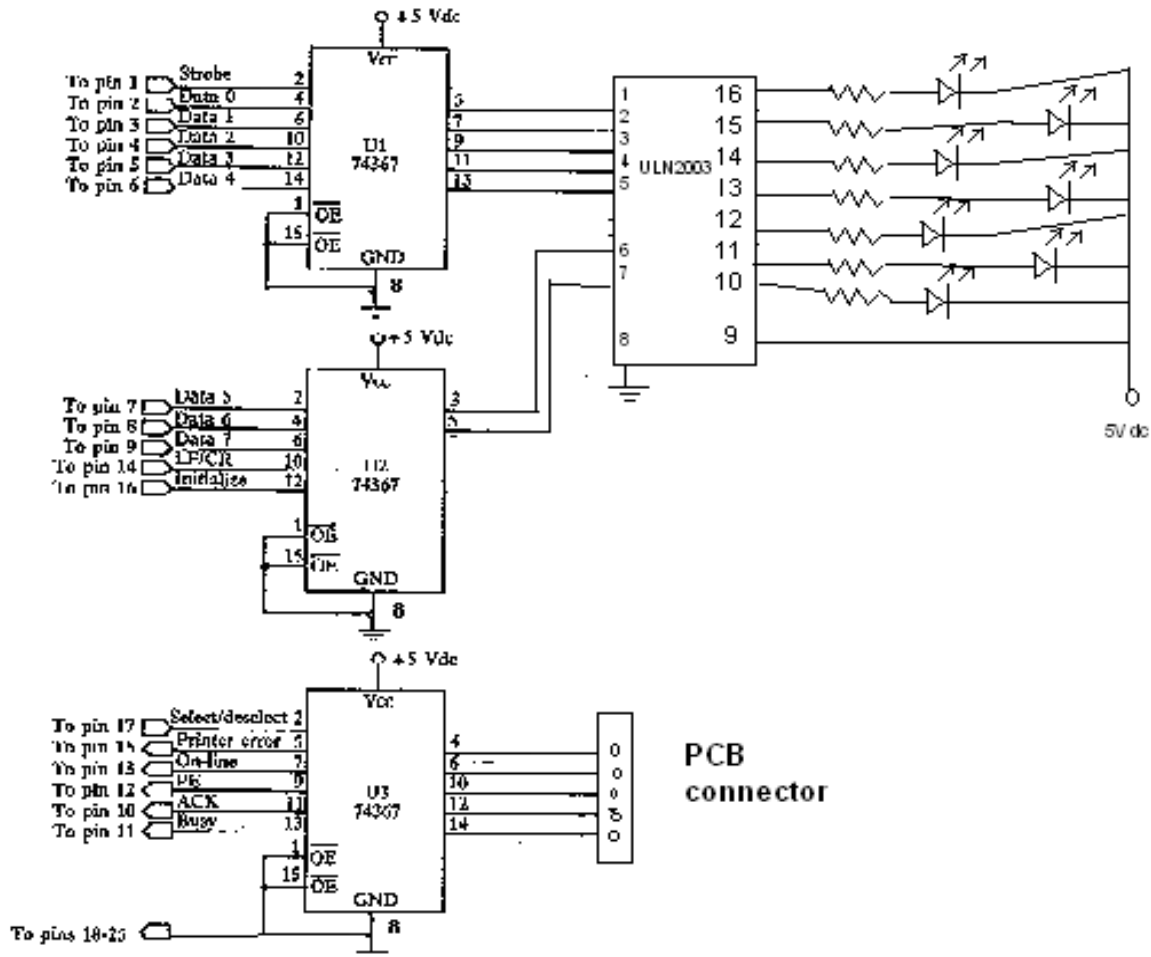 +5 Vdc
Vcc
To pin 1 Strobe 2
To pin 2 Data 0 4
To pin 3 Data 1 6
To pin 4 Data 2 10
To pin 5 Data 3 12
To pin 6 Data 4 14
U1
74367
7
9
11
13
1 OE
15 OE
GND
8
1
2
3
4
5
6
7
8
ULN2003
16
15
14
13
12
11
10
9
5V dc
+5 Vdc
Vcc
To pin 7 Data 5 2
To pin 8 Data 6 4
To pin 9 Data 7 6
To pin 14 LF/CR 10
To pin 16 Initialise 12
3
5
U2
74367
1 OE
15 OE
GND
8
+5 Vdc
Vcc
To pin 17 Select/deselect 2
To pin 15 Printer error
To pin 13 On-line 7
To pin 12 PE 9
To pin 10 ACK 11
To pin 11 Busy 13
U3
74367
4
6
10
12
14
1 OE
15 OE
GND
8
To pins 18-25
PCB
connector